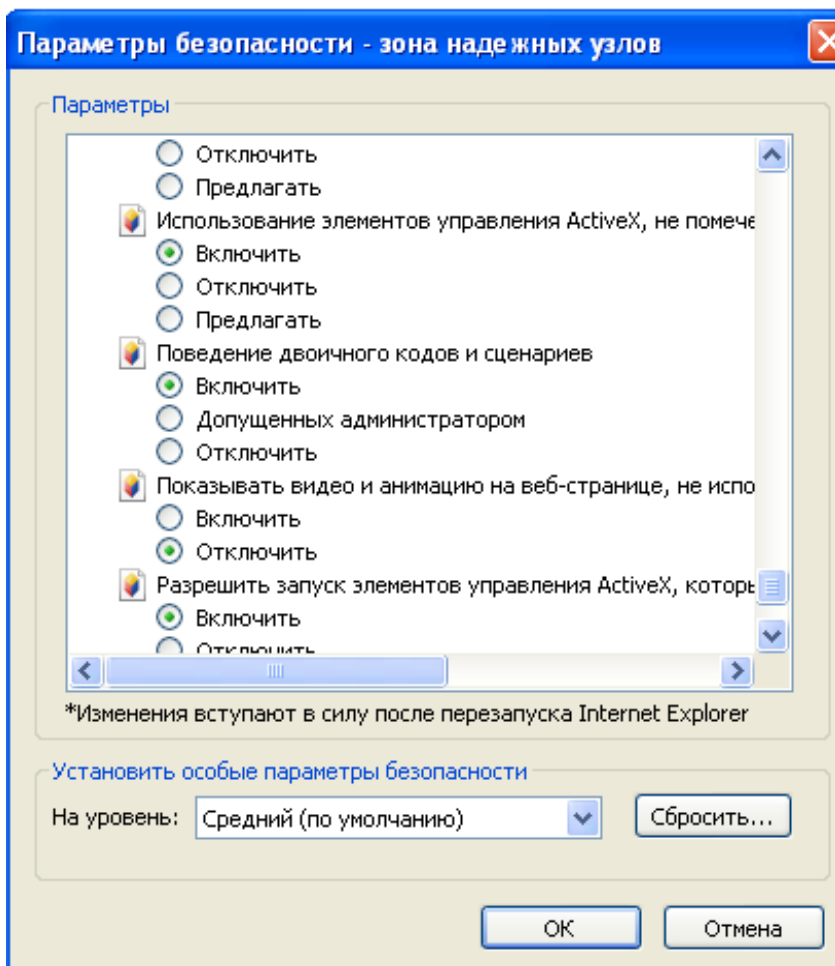 Параметры безопасности - зона надежных узлов
Параметры
Отключить
Предлагать
Использование элементов управления ActiveX, не помече
Включить
Отключить
Предлагать
Поведение двоичного кодов и сценариев
Включить
Допущенных администратором
Отключить
Показывать видео и анимацию на веб-странице, не испо
Включить
Отключить
Разрешить запуск элементов управления ActiveX, которы
Включить
Отключить
*Изменения вступают в силу после перезапуска Internet Explorer
Установить особые параметры безопасности
На уровень: Средний (по умолчанию) Сбросить...
ОК Отмена